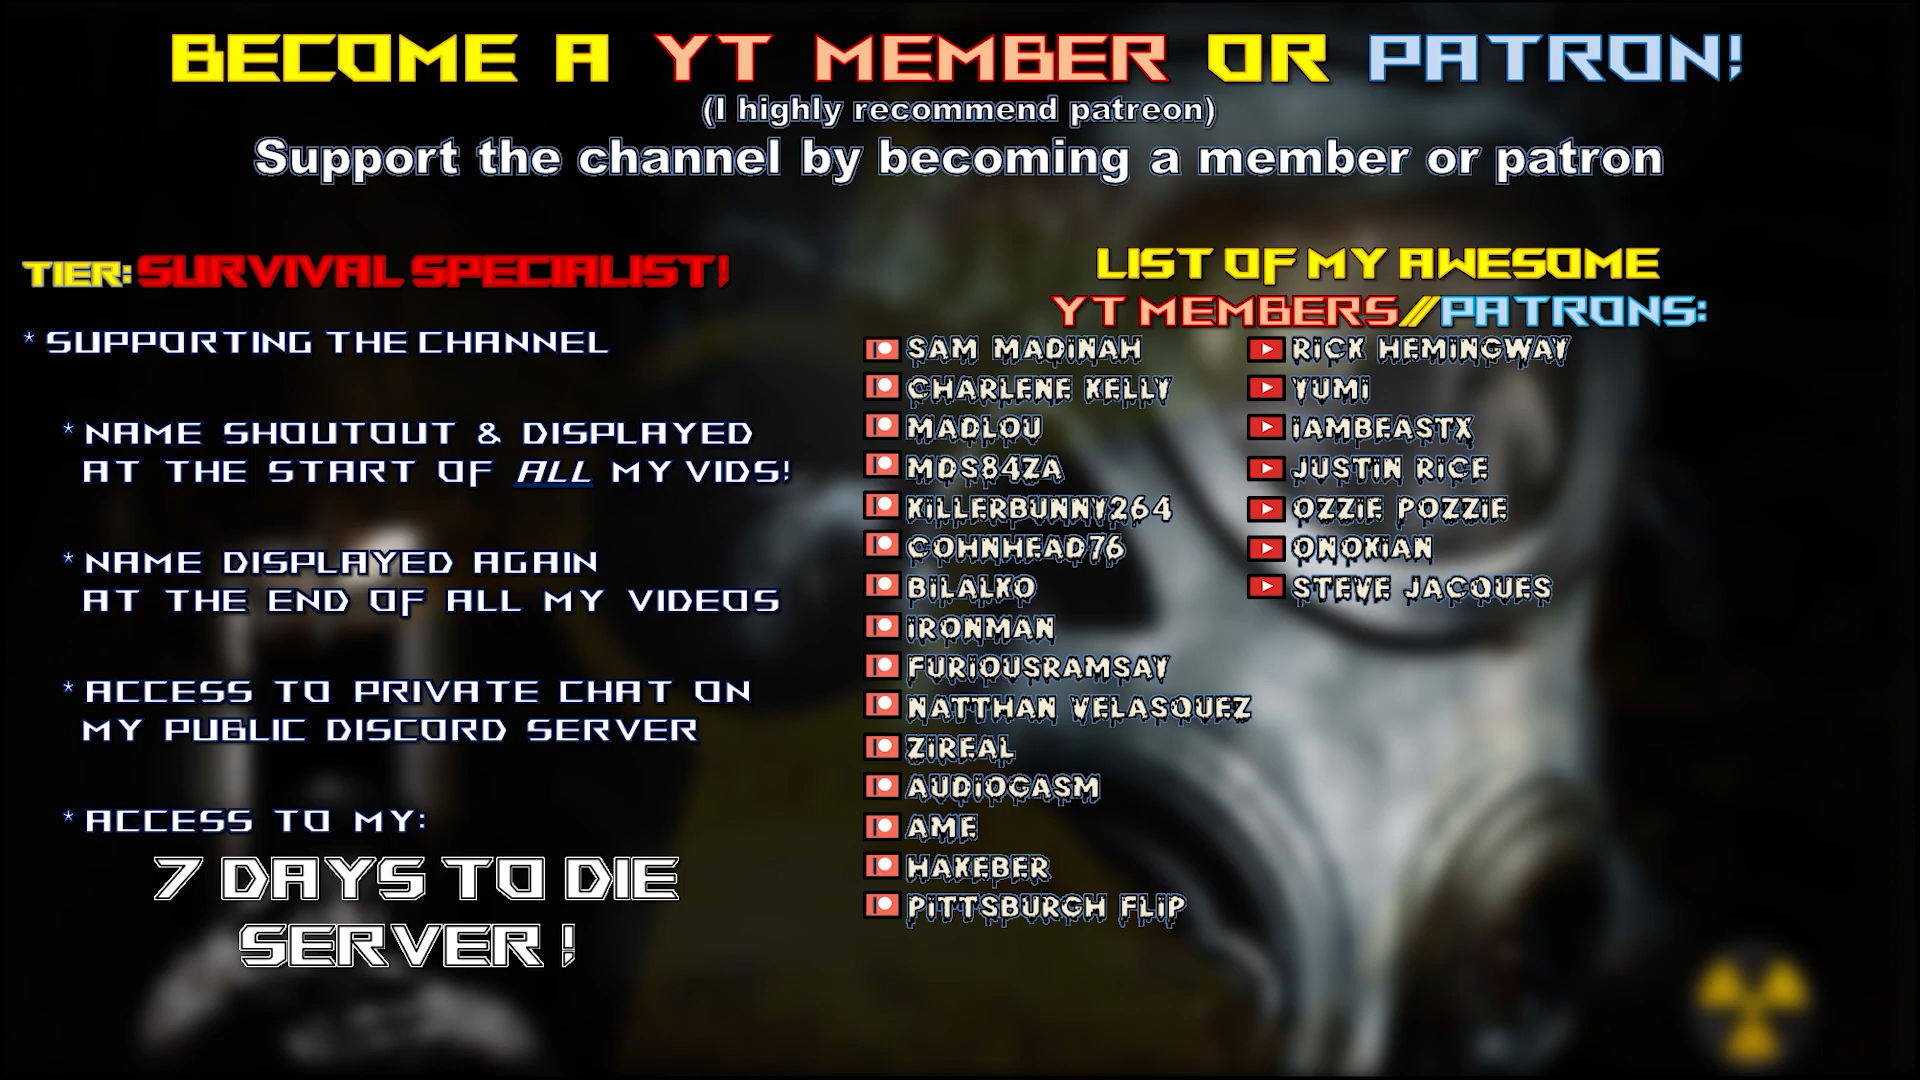 BECOME A YT MEMBER OR PATRON!
(I highly recommend patreon)
Support the channel by becoming a member or patron
TIER: SURVIVAL SPECIALIST!
* SUPPORTING THE CHANNEL
* NAME SHOUTOUT & DISPLAYED
AT THE START OF ALL MY VIDS!
* NAME DISPLAYED AGAIN
AT THE END OF ALL MY VIDEOS
* ACCESS TO PRIVATE CHAT ON
MY PUBLIC DISCORD SERVER
* ACCESS TO MY:
7 DAYS TO DIE
SERVER !
LIST OF MY AWESOME
YT MEMBERS//PATRONS:
SAM MADINAH
CHARLENE KELLY
MADLOU
MDS84ZA
KILLERBUNNY264
COHNHEAD76
BILALKO
IRONMAN
FURIOUSRAMSAY
NATTHAN VELASQUEZ
ZIREAL
AUDIOGASM
AME
HAKEBER
PITTSBURGH FLIP
RICK HEMINGWAY
YUMI
IAMBEASTX
JUSTIN RICE
OZZIE POZZIE
ONOKIAN
STEVE JACQUES